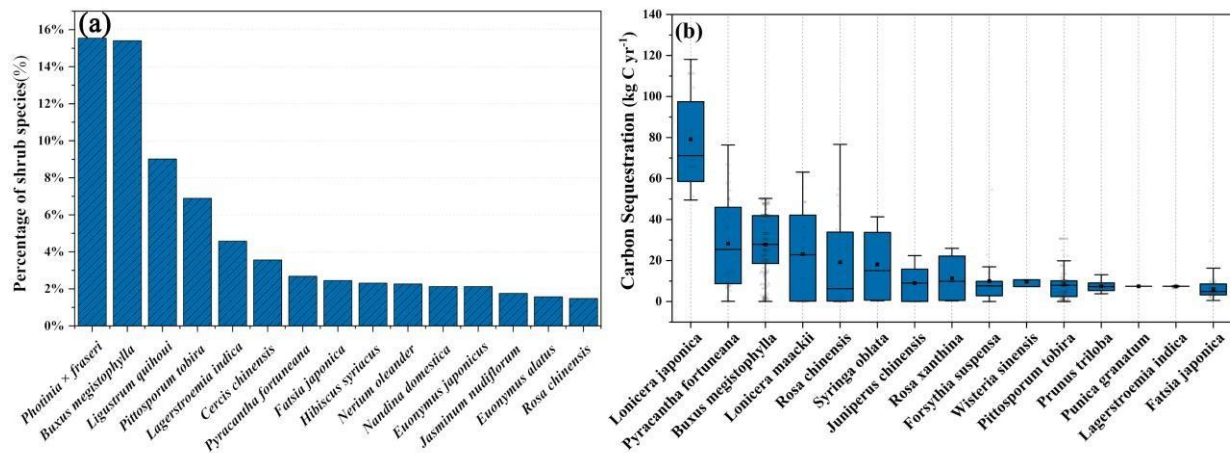 (a)
Percentage of shrub species(%)
16%
14%
12%
10%
8%
6%
4%
2%
0%
Photinia × fraseri
Buxus megistophylla
Ligustrum quihoui
Pittosporum tobira
Lagerstroemia indica
Cercis chinensis
Pyracantha fortuneana
Fatsia japonica
Hibiscus syriacus
Nerium oleander
Nandina domestica
Euonymus japonicus
Jasminum nudiflorum
Euonymus alatus
Rosa chinensis
(b)
Carbon Sequestration (kg C yr⁻¹)
140
120
100
80
60
40
20
0
Lonicera japonica
Pyracantha fortuneana
Buxus megistophylla
Lonicera maackii
Rosa chinensis
Syringa oblata
Juniperus chinensis
Rosa xanthina
Forsythia suspensa
Wisteria sinensis
Pittosporum tobira
Prunus triloba
Punica granatum
Lagerstroemia indica
Fatsia japonica